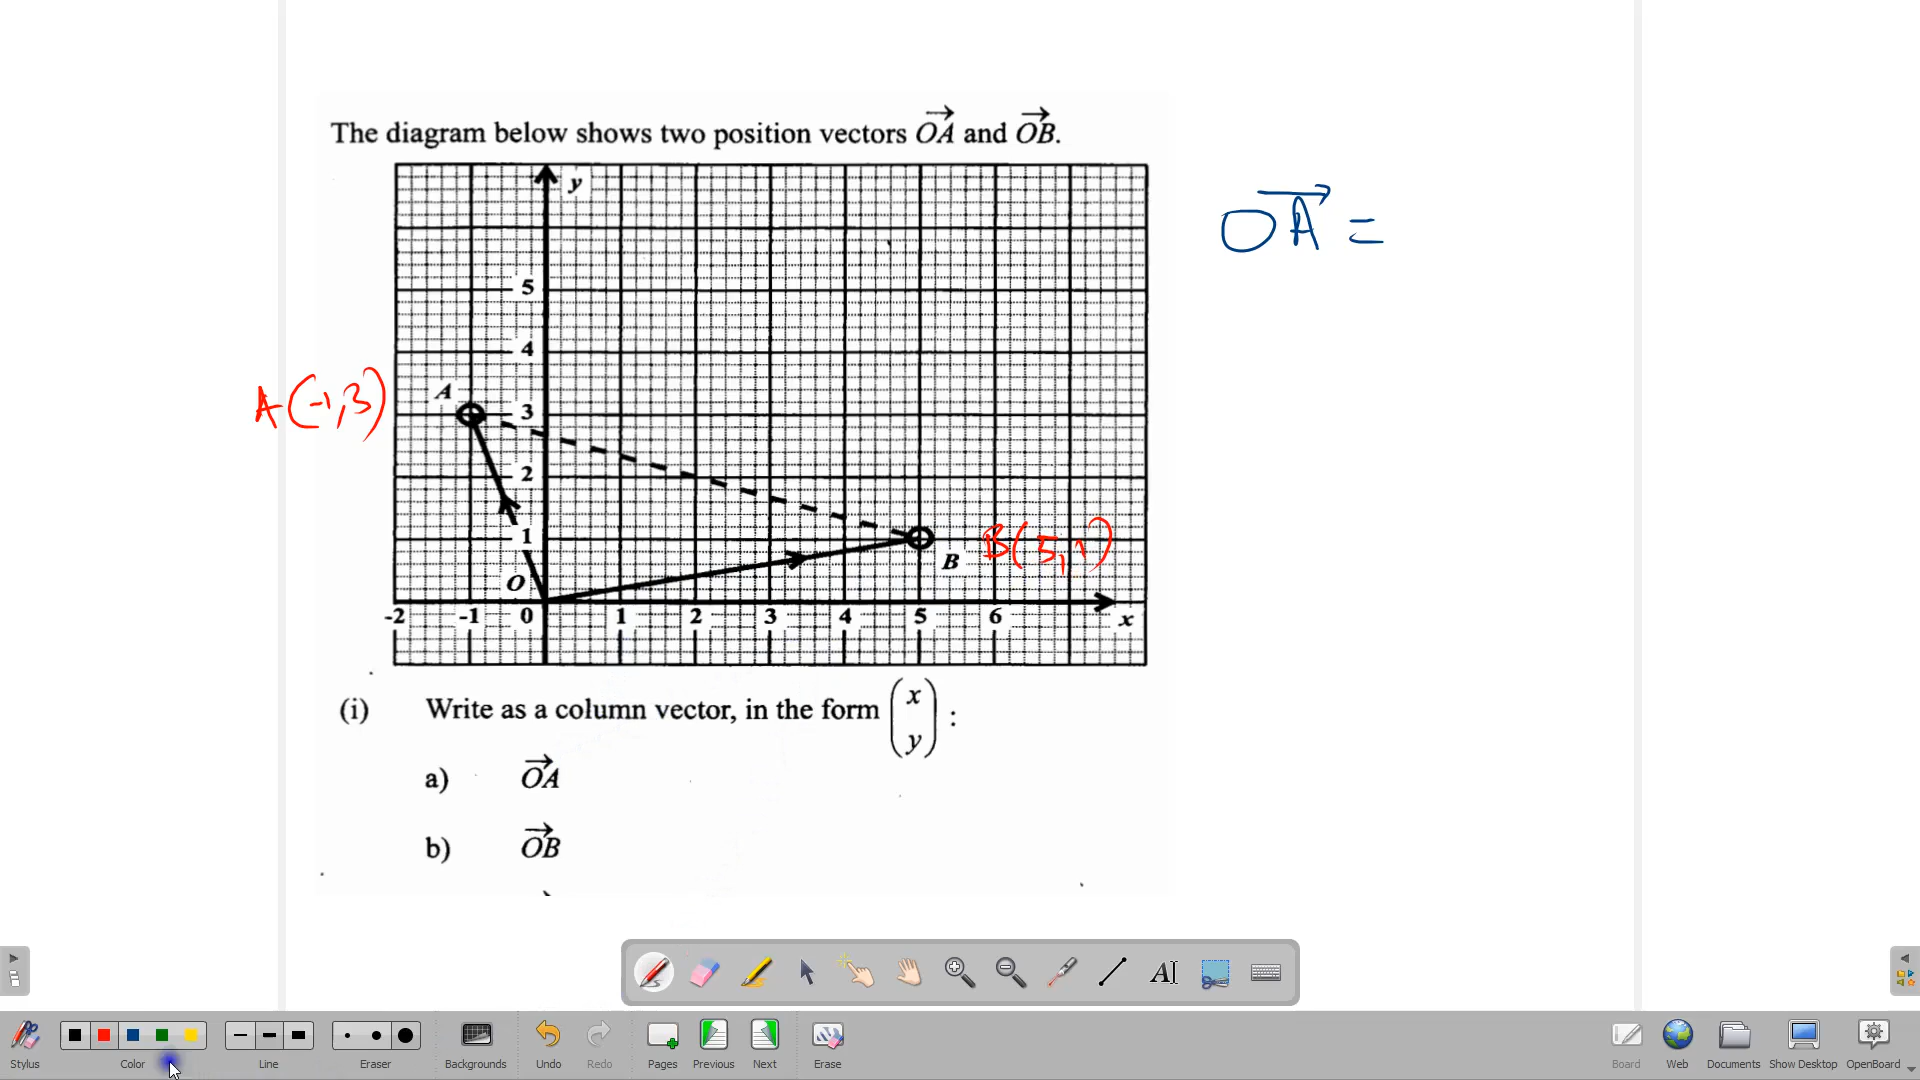 The diagram below shows two position vectors OA and OB.
y
OA =
5
4
A(-1,3)
A
3
2
1
B(5,1)
B
O
-2 -1 0 1 2 3 4 5 6 x
(i) Write as a column vector, in the form (x y) :
a) OA
b) OB
Stylus
Color
Line
Eraser
Backgrounds
Undo
Redo
Pages
Previous
Next
Erase
Board
Web
Documents
Show Desktop
OpenBoard